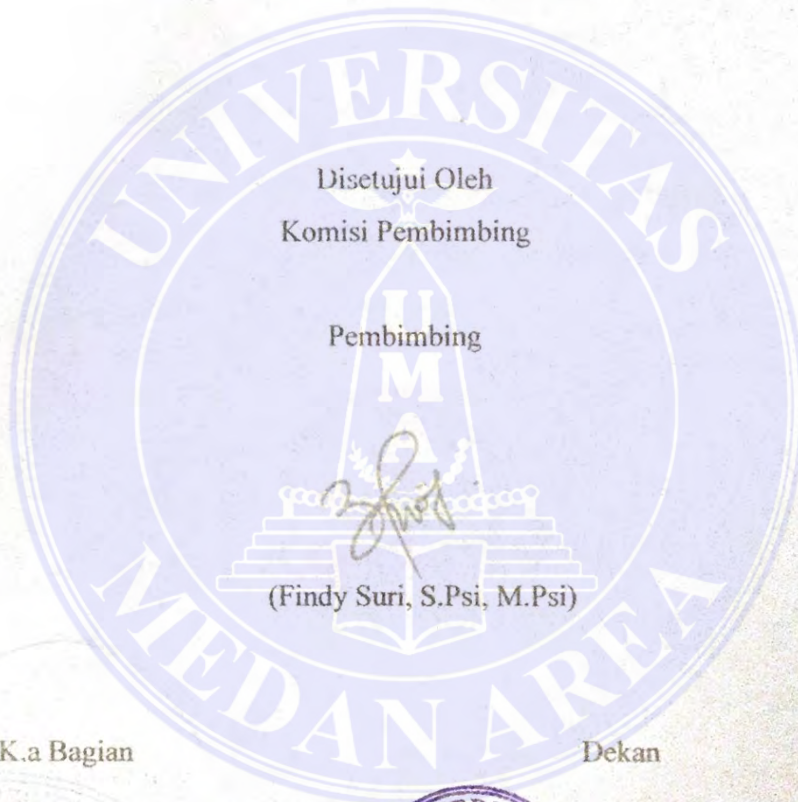 UNIVERSITAS
Disetujui Oleh
Komisi Pembimbing
Pembimbing
U
M
A
(Findy Suri, S.Psi, M.Psi)
MEDAN AREA
K.a Bagian Dekan